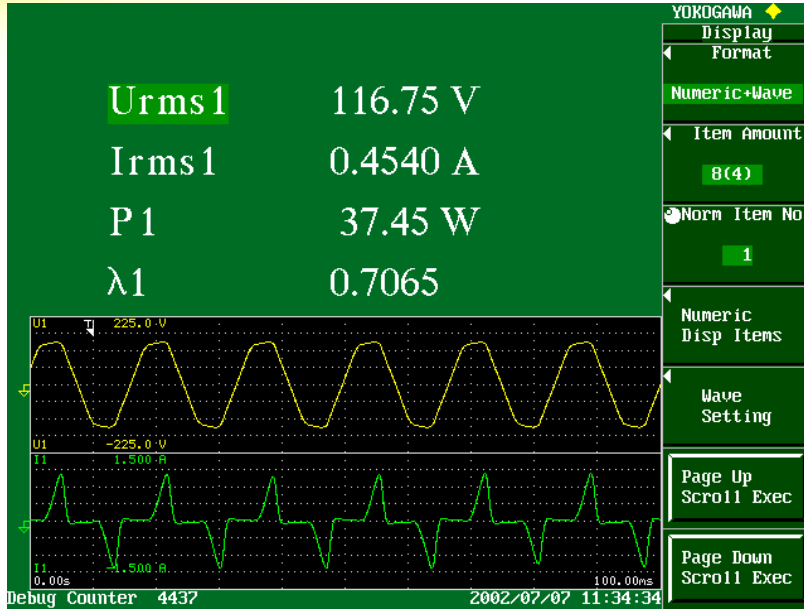 YOKOGAWA
Display
Format
Numeric+Wave
Item Amount
8(4)
Norm Item No
1
Numeric
Disp Items
Wave
Setting
Page Up
Scroll Exec
Page Down
Scroll Exec
Urms1 116.75 V
Irms1 0.4540 A
P1 37.45 W
λ1 0.7065
U1 T 225.0 V
U1 -225.0 V
I1 1.500 A
I1 -1.500 A
0.00s 100.00ms
Debug Counter 4437 2002/07/07 11:34:34